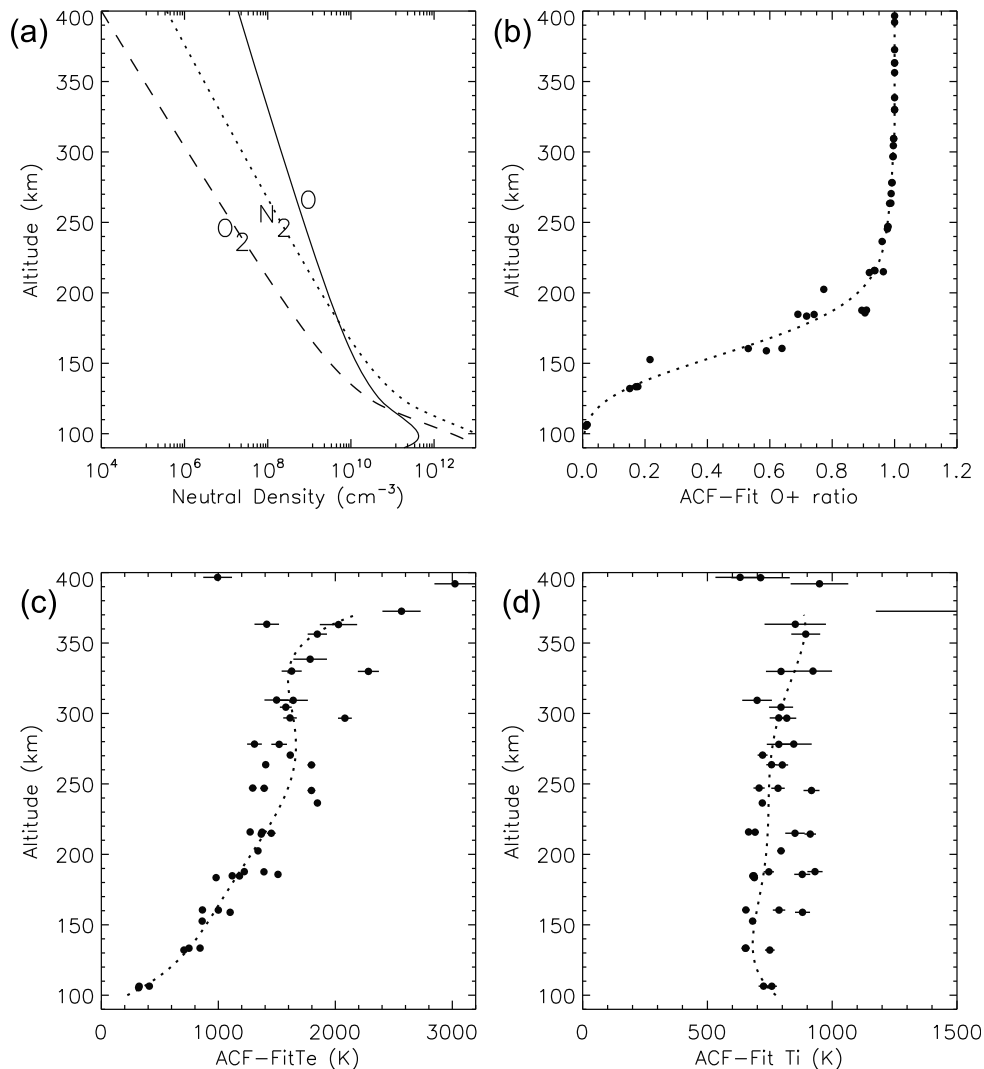 (a)
400
350
300
250
200
150
100
Altitude (km)
O
N2
O2
10^4 10^6 10^8 10^10 10^12
Neutral Density (cm^-3)
(b)
400
350
300
250
200
150
100
Altitude (km)
0.0 0.2 0.4 0.6 0.8 1.0 1.2
ACF-Fit O+ ratio
(c)
400
350
300
250
200
150
100
Altitude (km)
0 1000 2000 3000
ACF-FitTe (K)
(d)
400
350
300
250
200
150
100
Altitude (km)
0 500 1000 1500
ACF-Fit Ti (K)